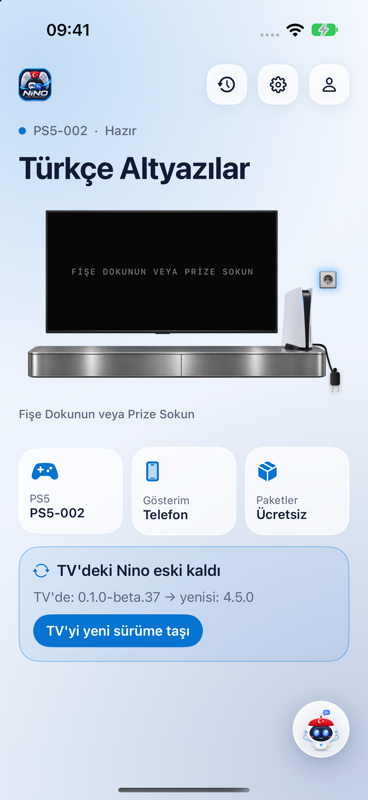 09:41
NiNO
PS5-002 · Hazır
Türkçe Altyazılar
FİŞE DOKUNUN VEYA PRİZE SOKUN
Fişe Dokunun veya Prize Sokun
PS5
PS5-002
Gösterim
Telefon
Paketler
Ücretsiz
TV'deki Nino eski kaldı
TV'de: 0.1.0-beta.37 → yenisi: 4.5.0
TV'yi yeni sürüme taşı